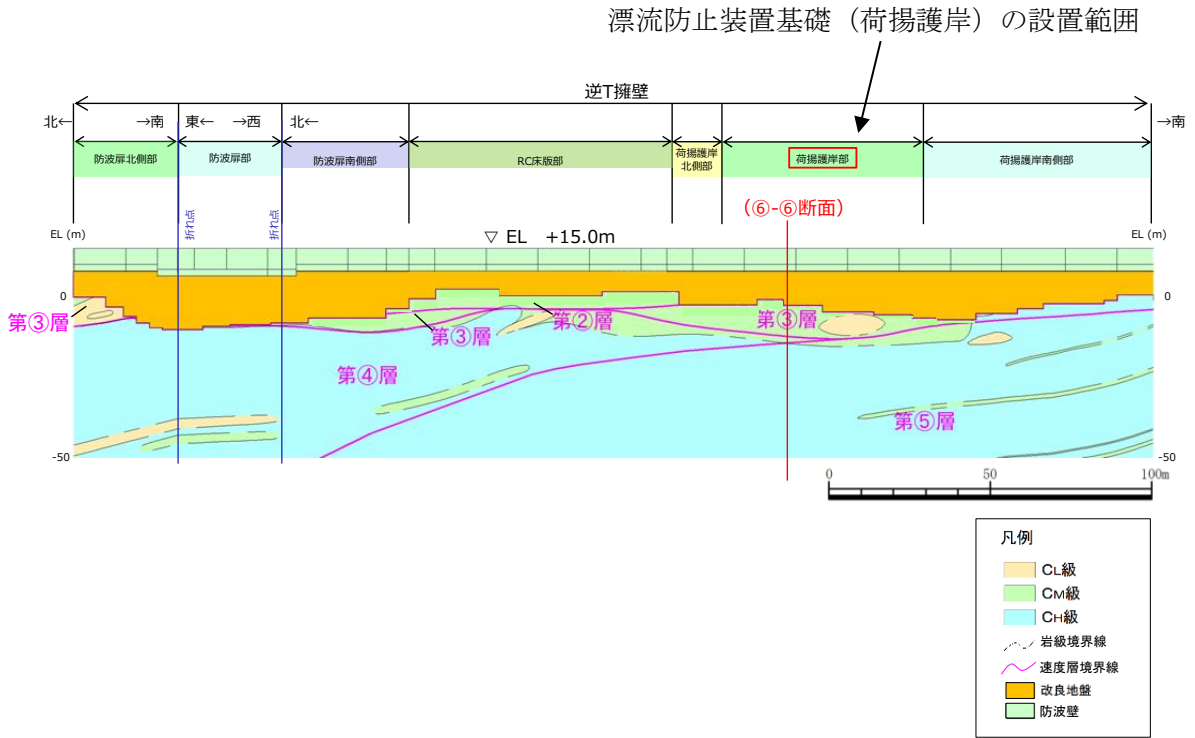 漂流防止装置基礎（荷揚護岸）の設置範囲
逆T擁壁
北←
→南
東←
→西
北←
→南
防波扉北側部
防波扉部
防波扉南側部
RC床版部
荷揚護岸
北側部
荷揚護岸部
荷揚護岸南側部
折れ点
折れ点
（⑥-⑥断面）
EL (m)
▽ EL +15.0m
EL (m)
0
0
第③層
第③層
第②層
第③層
第④層
第⑤層
-50
-50
0
50
100m
凡例
CL級
CM級
CH級
岩級境界線
速度層境界線
改良地盤
防波壁